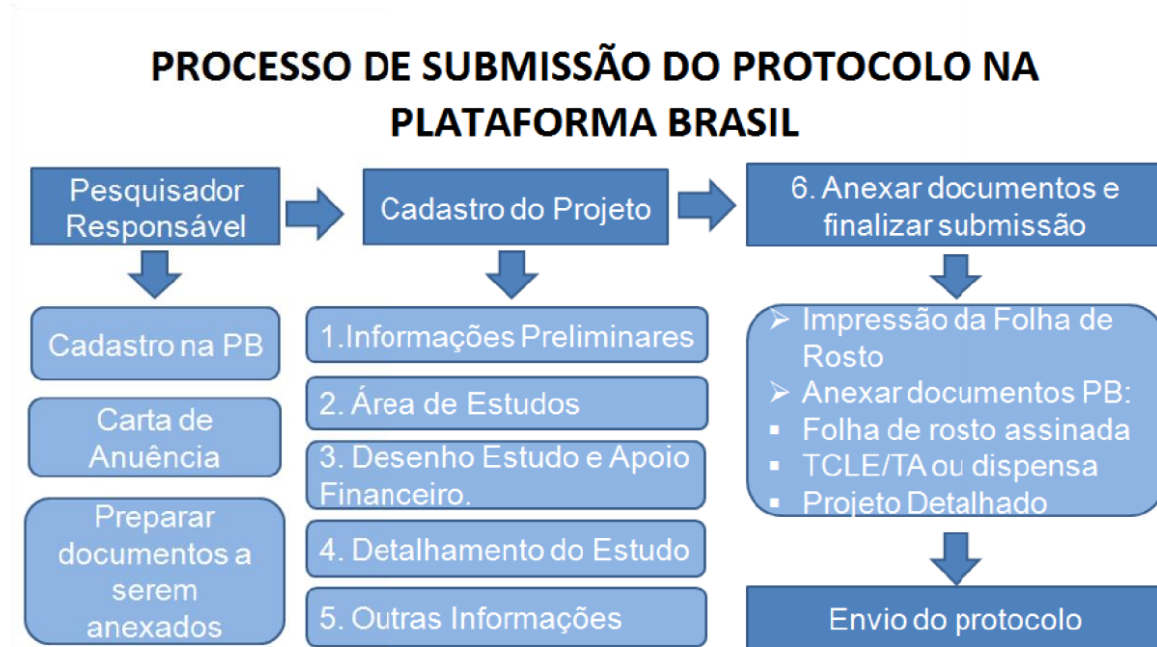 PROCESSO DE SUBMISSÃO DO PROTOCOLO NA
PLATAFORMA BRASIL
Pesquisador
Responsável
Cadastro na PB
Carta de
Anuência
Preparar
documentos a
serem
anexados
Cadastro do Projeto
1.Informações Preliminares
2. Área de Estudos
3. Desenho Estudo e Apoio
Financeiro.
4. Detalhamento do Estudo
5. Outras Informações
6. Anexar documentos e
finalizar submissão
➢ Impressão da Folha de
Rosto
➢ Anexar documentos PB:
▪ Folha de rosto assinada
▪ TCLE/TA ou dispensa
▪ Projeto Detalhado
Envio do protocolo